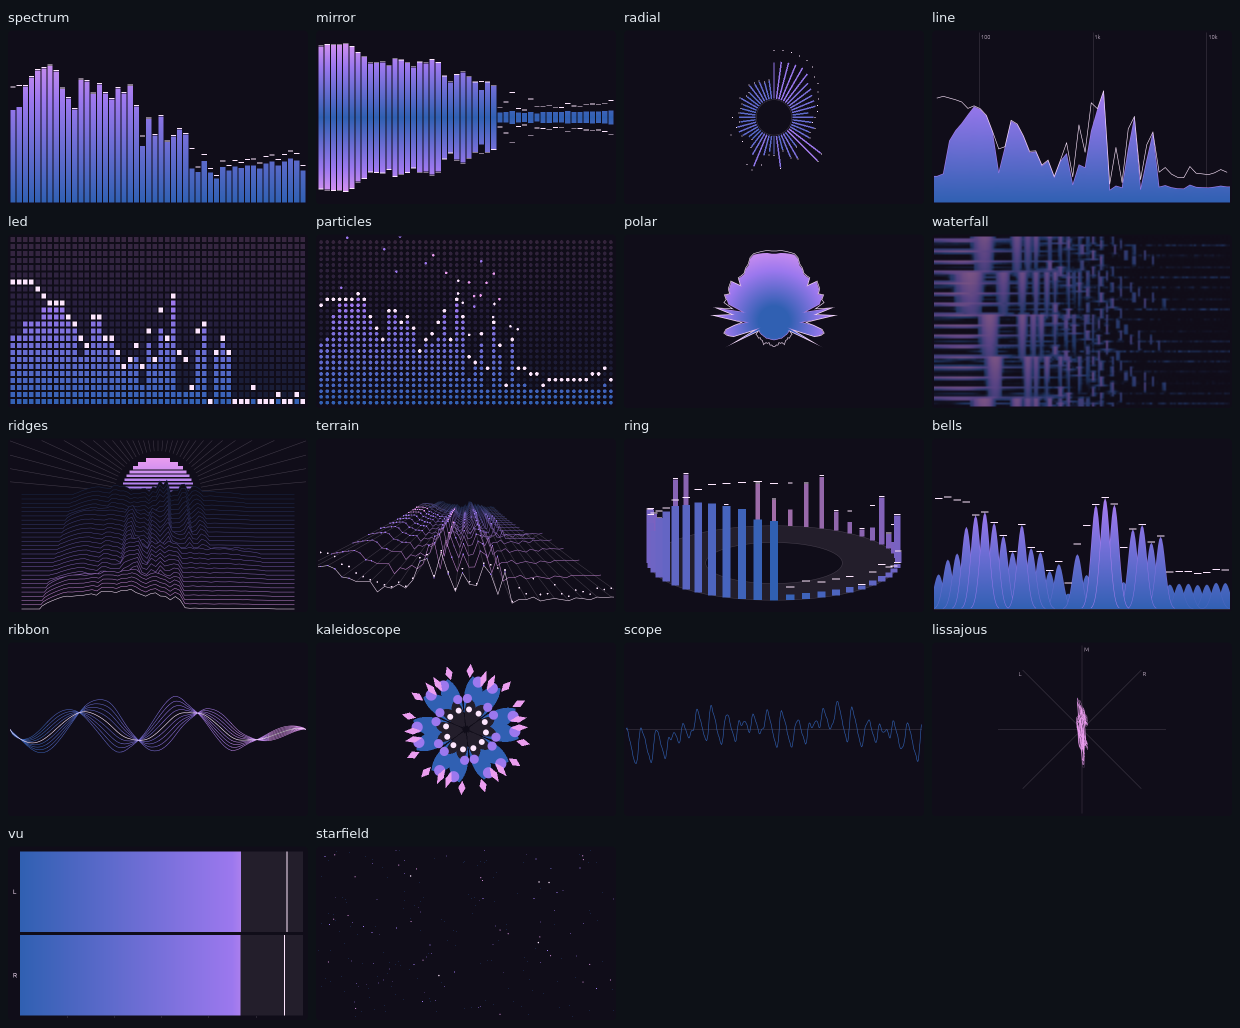 spectrum mirror radial line
100 1k 10k
led particles polar waterfall
ridges terrain ring bells
ribbon kaleidoscope scope lissajous
M
L R
vu starfield
L
R